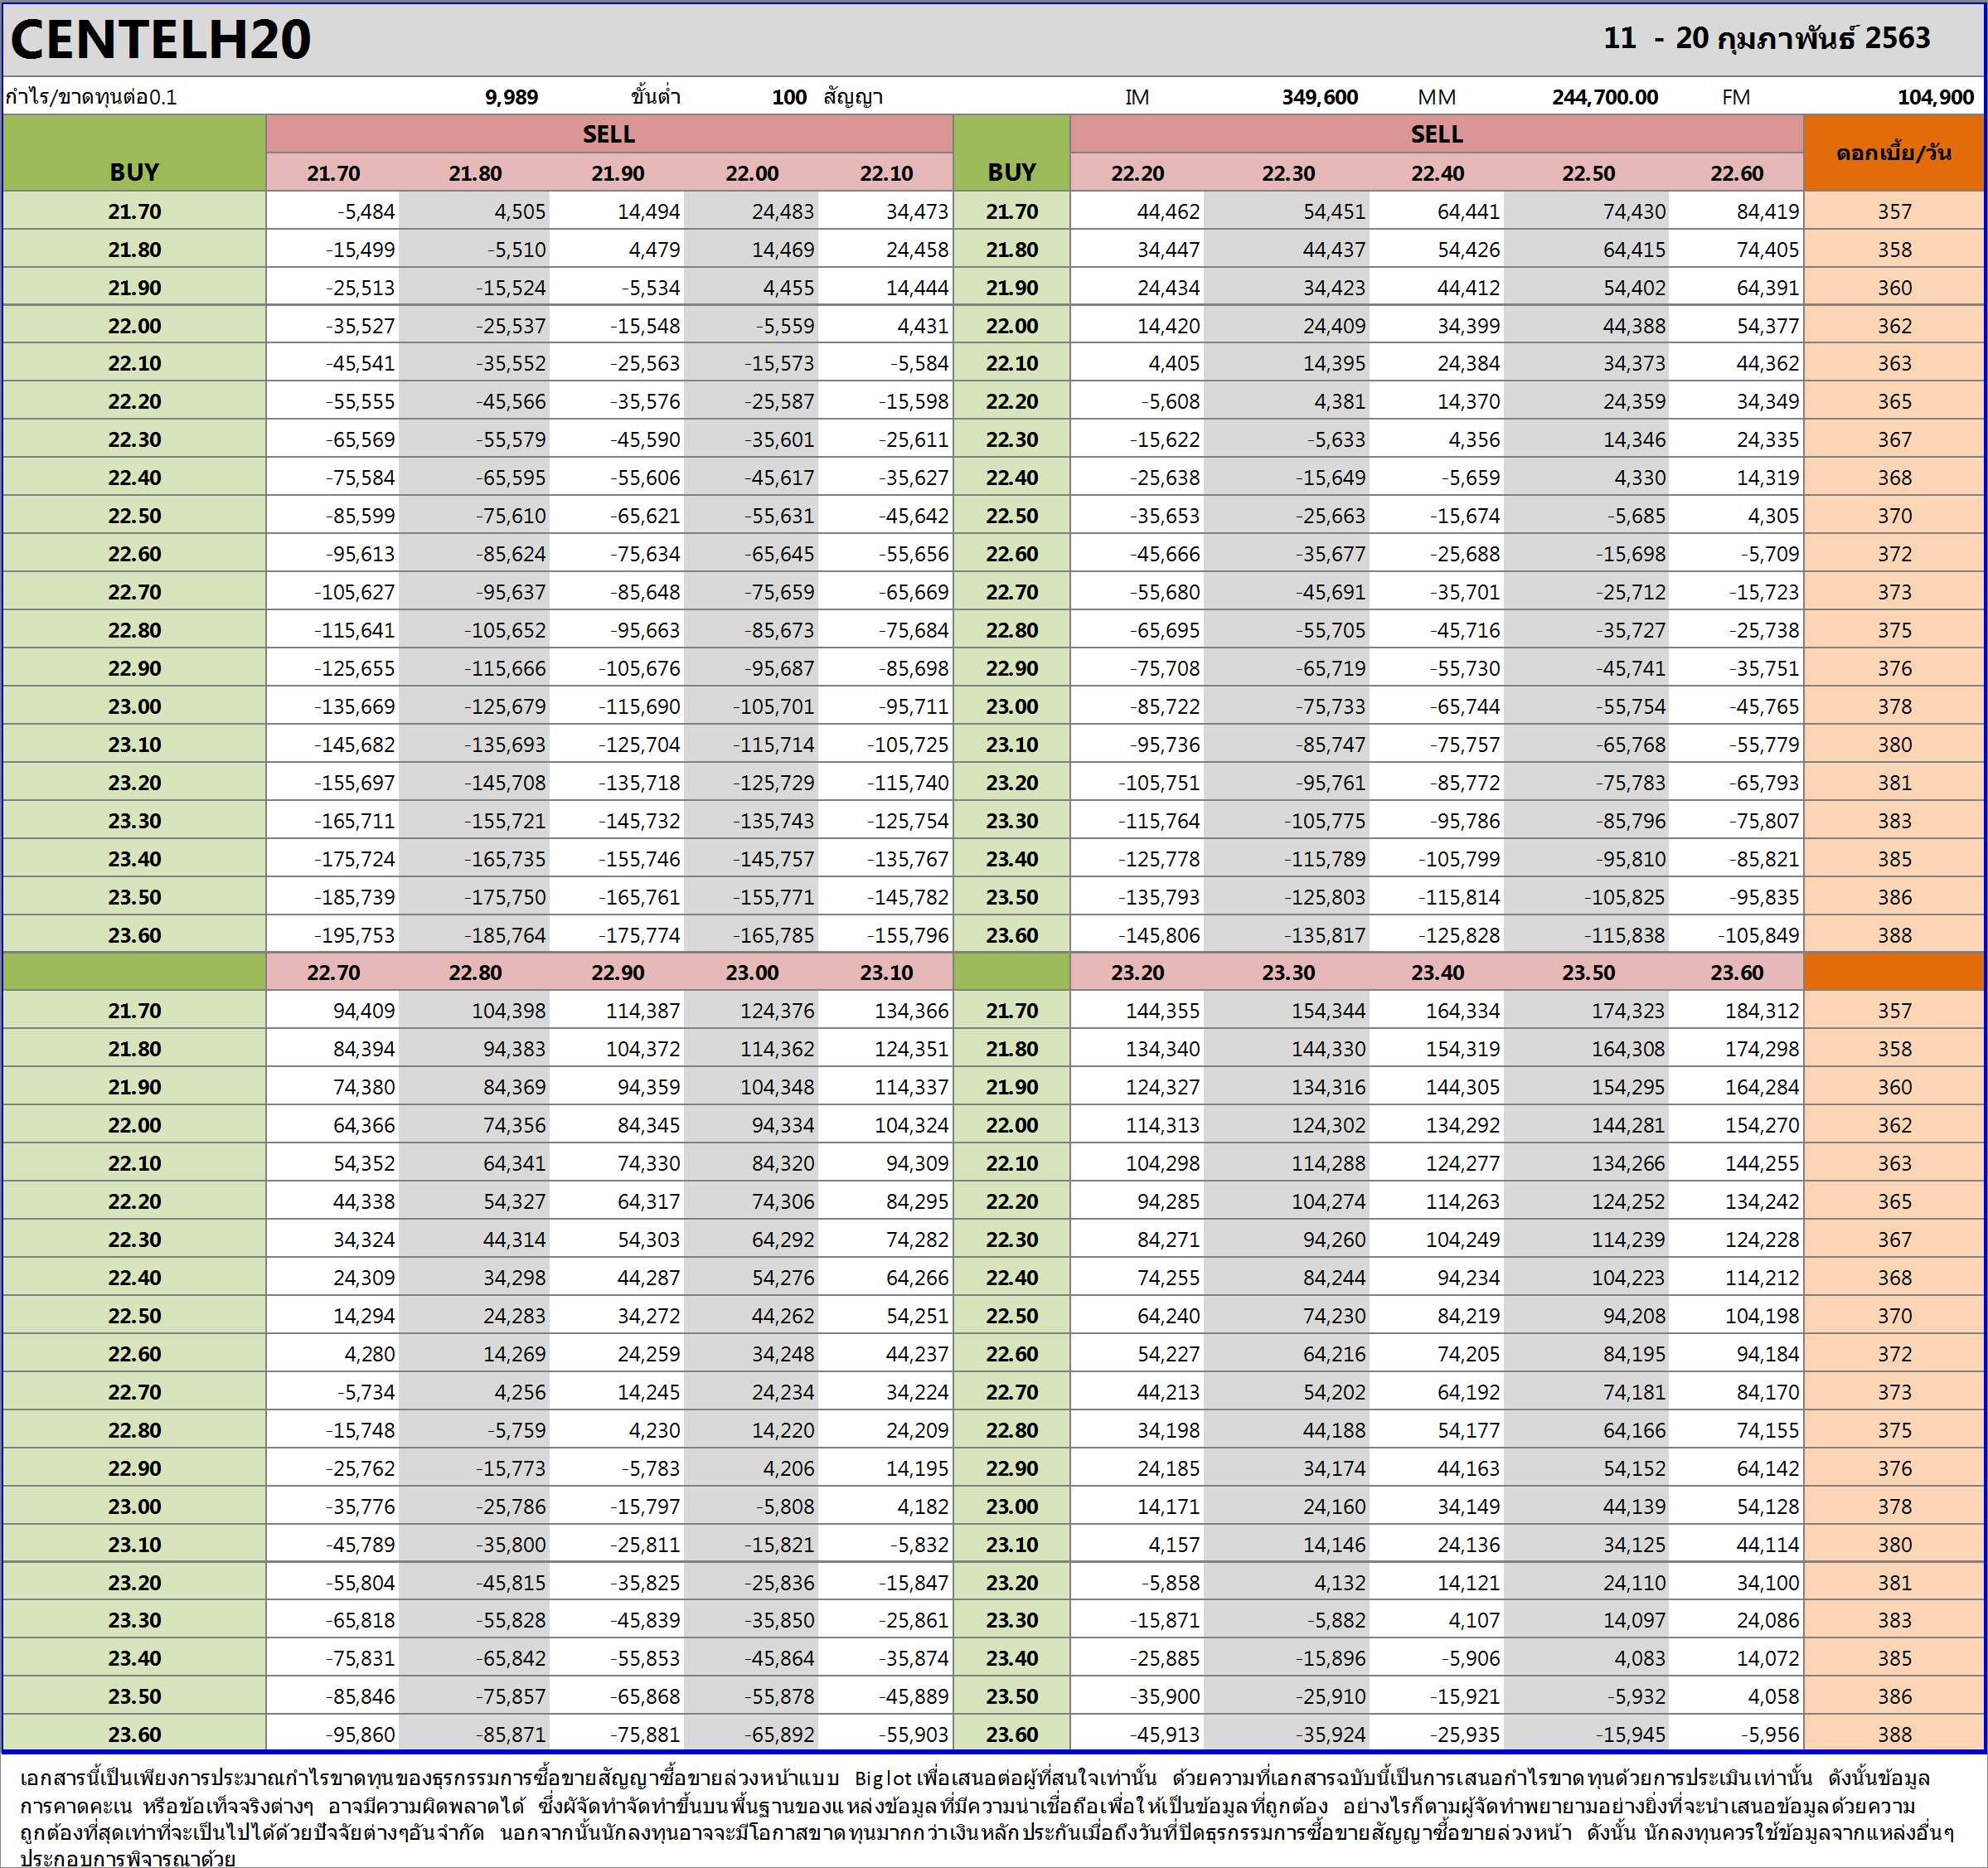 CENTELH20 11 - 20 กุมภาพันธ์ 2563
กำไร/ขาดทุนต่อ0.1 9,989 ขั้นต่ำ 100 สัญญา IM 349,600 MM 244,700.00 FM 104,900
SELL SELL ดอกเบี้ย/วัน
BUY 21.70 21.80 21.90 22.00 22.10 BUY 22.20 22.30 22.40 22.50 22.60
21.70 -5,484 4,505 14,494 24,483 34,473 21.70 44,462 54,451 64,441 74,430 84,419 357
21.80 -15,499 -5,510 4,479 14,469 24,458 21.80 34,447 44,437 54,426 64,415 74,405 358
21.90 -25,513 -15,524 -5,534 4,455 14,444 21.90 24,434 34,423 44,412 54,402 64,391 360
22.00 -35,527 -25,537 -15,548 -5,559 4,431 22.00 14,420 24,409 34,399 44,388 54,377 362
22.10 -45,541 -35,552 -25,563 -15,573 -5,584 22.10 4,405 14,395 24,384 34,373 44,362 363
22.20 -55,555 -45,566 -35,576 -25,587 -15,598 22.20 -5,608 4,381 14,370 24,359 34,349 365
22.30 -65,569 -55,579 -45,590 -35,601 -25,611 22.30 -15,622 -5,633 4,356 14,346 24,335 367
22.40 -75,584 -65,595 -55,606 -45,617 -35,627 22.40 -25,638 -15,649 -5,659 4,330 14,319 368
22.50 -85,599 -75,610 -65,621 -55,631 -45,642 22.50 -35,653 -25,663 -15,674 -5,685 4,305 370
22.60 -95,613 -85,624 -75,634 -65,645 -55,656 22.60 -45,666 -35,677 -25,688 -15,698 -5,709 372
22.70 -105,627 -95,637 -85,648 -75,659 -65,669 22.70 -55,680 -45,691 -35,701 -25,712 -15,723 373
22.80 -115,641 -105,652 -95,663 -85,673 -75,684 22.80 -65,695 -55,705 -45,716 -35,727 -25,738 375
22.90 -125,655 -115,666 -105,676 -95,687 -85,698 22.90 -75,708 -65,719 -55,730 -45,741 -35,751 376
23.00 -135,669 -125,679 -115,690 -105,701 -95,711 23.00 -85,722 -75,733 -65,744 -55,754 -45,765 378
23.10 -145,682 -135,693 -125,704 -115,714 -105,725 23.10 -95,736 -85,747 -75,757 -65,768 -55,779 380
23.20 -155,697 -145,708 -135,718 -125,729 -115,740 23.20 -105,751 -95,761 -85,772 -75,783 -65,793 381
23.30 -165,711 -155,721 -145,732 -135,743 -125,754 23.30 -115,764 -105,775 -95,786 -85,796 -75,807 383
23.40 -175,724 -165,735 -155,746 -145,757 -135,767 23.40 -125,778 -115,789 -105,799 -95,810 -85,821 385
23.50 -185,739 -175,750 -165,761 -155,771 -145,782 23.50 -135,793 -125,803 -115,814 -105,825 -95,835 386
23.60 -195,753 -185,764 -175,774 -165,785 -155,796 23.60 -145,806 -135,817 -125,828 -115,838 -105,849 388
22.70 22.80 22.90 23.00 23.10 23.20 23.30 23.40 23.50 23.60
21.70 94,409 104,398 114,387 124,376 134,366 21.70 144,355 154,344 164,334 174,323 184,312 357
21.80 84,394 94,383 104,372 114,362 124,351 21.80 134,340 144,330 154,319 164,308 174,298 358
21.90 74,380 84,369 94,359 104,348 114,337 21.90 124,327 134,316 144,305 154,295 164,284 360
22.00 64,366 74,356 84,345 94,334 104,324 22.00 114,313 124,302 134,292 144,281 154,270 362
22.10 54,352 64,341 74,330 84,320 94,309 22.10 104,298 114,288 124,277 134,266 144,255 363
22.20 44,338 54,327 64,317 74,306 84,295 22.20 94,285 104,274 114,263 124,252 134,242 365
22.30 34,324 44,314 54,303 64,292 74,282 22.30 84,271 94,260 104,249 114,239 124,228 367
22.40 24,309 34,298 44,287 54,276 64,266 22.40 74,255 84,244 94,234 104,223 114,212 368
22.50 14,294 24,283 34,272 44,262 54,251 22.50 64,240 74,230 84,219 94,208 104,198 370
22.60 4,280 14,269 24,259 34,248 44,237 22.60 54,227 64,216 74,205 84,195 94,184 372
22.70 -5,734 4,256 14,245 24,234 34,224 22.70 44,213 54,202 64,192 74,181 84,170 373
22.80 -15,748 -5,759 4,230 14,220 24,209 22.80 34,198 44,188 54,177 64,166 74,155 375
22.90 -25,762 -15,773 -5,783 4,206 14,195 22.90 24,185 34,174 44,163 54,152 64,142 376
23.00 -35,776 -25,786 -15,797 -5,808 4,182 23.00 14,171 24,160 34,149 44,139 54,128 378
23.10 -45,789 -35,800 -25,811 -15,821 -5,832 23.10 4,157 14,146 24,136 34,125 44,114 380
23.20 -55,804 -45,815 -35,825 -25,836 -15,847 23.20 -5,858 4,132 14,121 24,110 34,100 381
23.30 -65,818 -55,828 -45,839 -35,850 -25,861 23.30 -15,871 -5,882 4,107 14,097 24,086 383
23.40 -75,831 -65,842 -55,853 -45,864 -35,874 23.40 -25,885 -15,896 -5,906 4,083 14,072 385
23.50 -85,846 -75,857 -65,868 -55,878 -45,889 23.50 -35,900 -25,910 -15,921 -5,932 4,058 386
23.60 -95,860 -85,871 -75,881 -65,892 -55,903 23.60 -45,913 -35,924 -25,935 -15,945 -5,956 388
เอกสารนี้เป็นเพียงการประมาณกำไรขาดทุนของธุรกรรมการซื้อขายสัญญาซื้อขายล่วงหน้าแบบ Big lot เพื่อเสนอต่อผู้ที่สนใจเท่านั้น ด้วยความที่เอกสารฉบับนี้เป็นการเสนอกำไรขาดทุนด้วยการประเมินเท่านั้น ดังนั้นข้อมูล
การคาดคะเน หรือข้อเท็จจริงต่างๆ อาจมีความผิดพลาดได้ ซึ่งผู้จัดทำจัดทำขึ้นบนพื้นฐานของแหล่งข้อมูลที่มีความน่าเชื่อถือเพื่อให้เป็นข้อมูลที่ถูกต้อง อย่างไรก็ตามผู้จัดทำพยายามอย่างยิ่งที่จะนำเสนอข้อมูลด้วยความ
ถูกต้องที่สุดเท่าที่จะเป็นไปได้ด้วยปัจจัยต่างๆอันจำกัด นอกจากนั้นนักลงทุนอาจจะมีโอกาสขาดทุนมากกว่าเงินหลักประกันเมื่อถึงวันที่ปิดธุรกรรมการซื้อขายสัญญาซื้อขายล่วงหน้า ดังนั้น นักลงทุนควรใช้ข้อมูลจากแหล่งอื่นๆ
ประกอบการพิจารณาด้วย